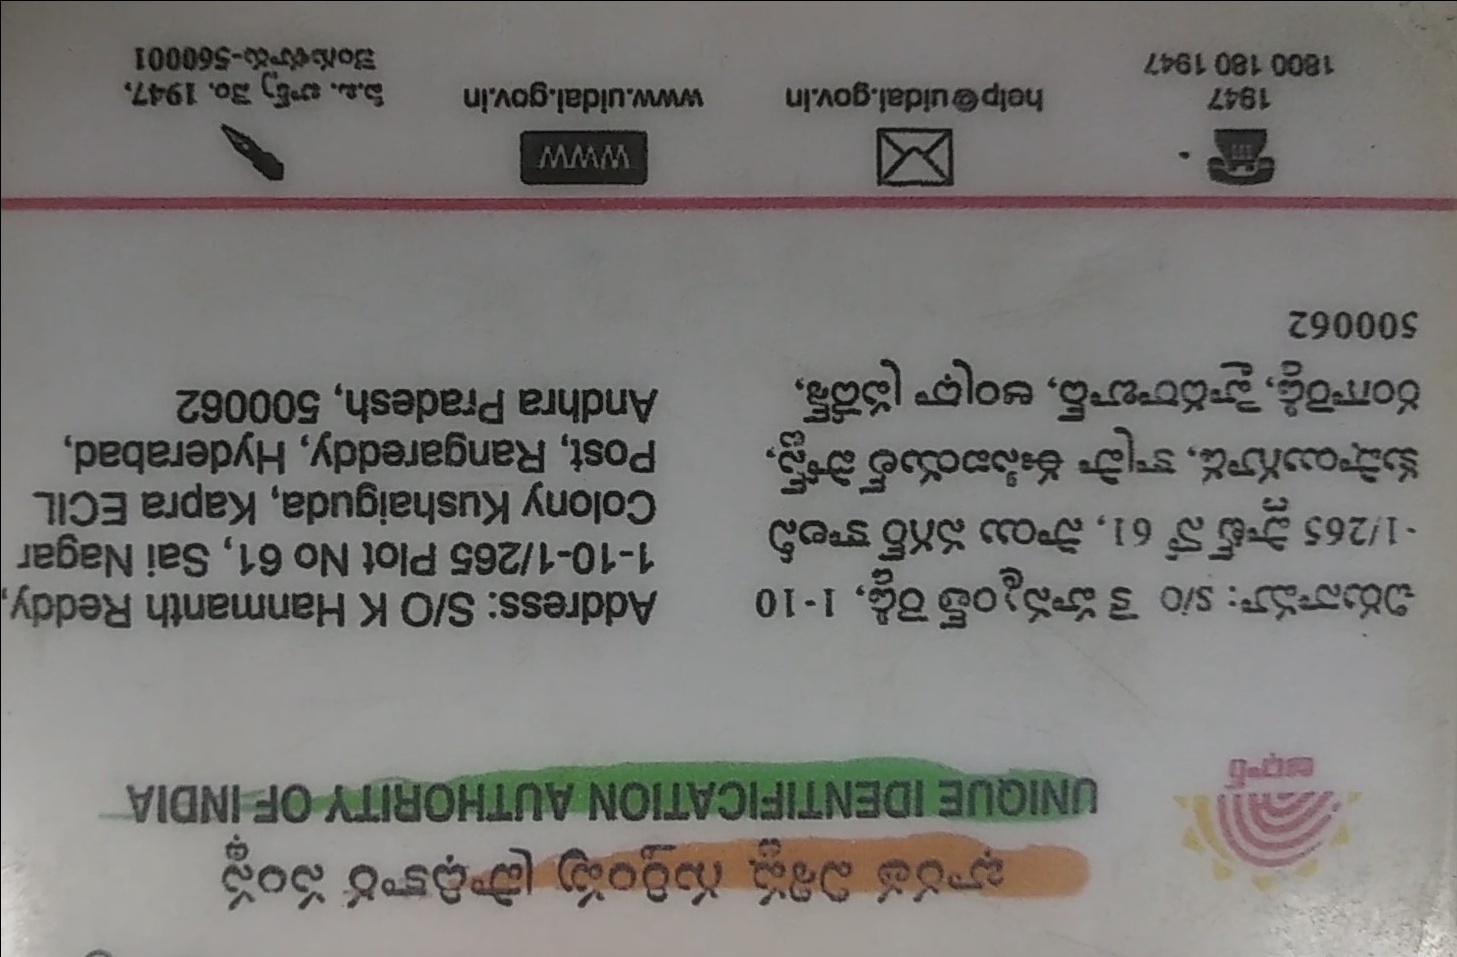 భారత విశిష్ట గుర్తింపు ప్రాధికార సంస్థ
UNIQUE IDENTIFICATION AUTHORITY OF INDIA
ఆధార్
చిరునామా: S/O కె హన్మంత్ రెడ్డి, 1-10
-1/265 ప్లాట్ నో 61, సాయి నగర్ కాలనీ
కుషాయిగూడ, కాప్రా ఈసిఐయల్ పోస్ట్,
రంగారెడ్డి, హైదరాబాద్, ఆంధ్రా ప్రదేశ్,
500062
Address: S/O K Hanmanth Reddy,
1-10-1/265 Plot No 61, Sai Nagar
Colony Kushaiguda, Kapra ECIL
Post, Rangareddy, Hyderabad,
Andhra Pradesh, 500062
1947
1800 180 1947
help@uidai.gov.in
WWW
www.uidai.gov.in
పి.ఒ. బాక్స్ నెం. 1947,
బెంగుళూరు-560001